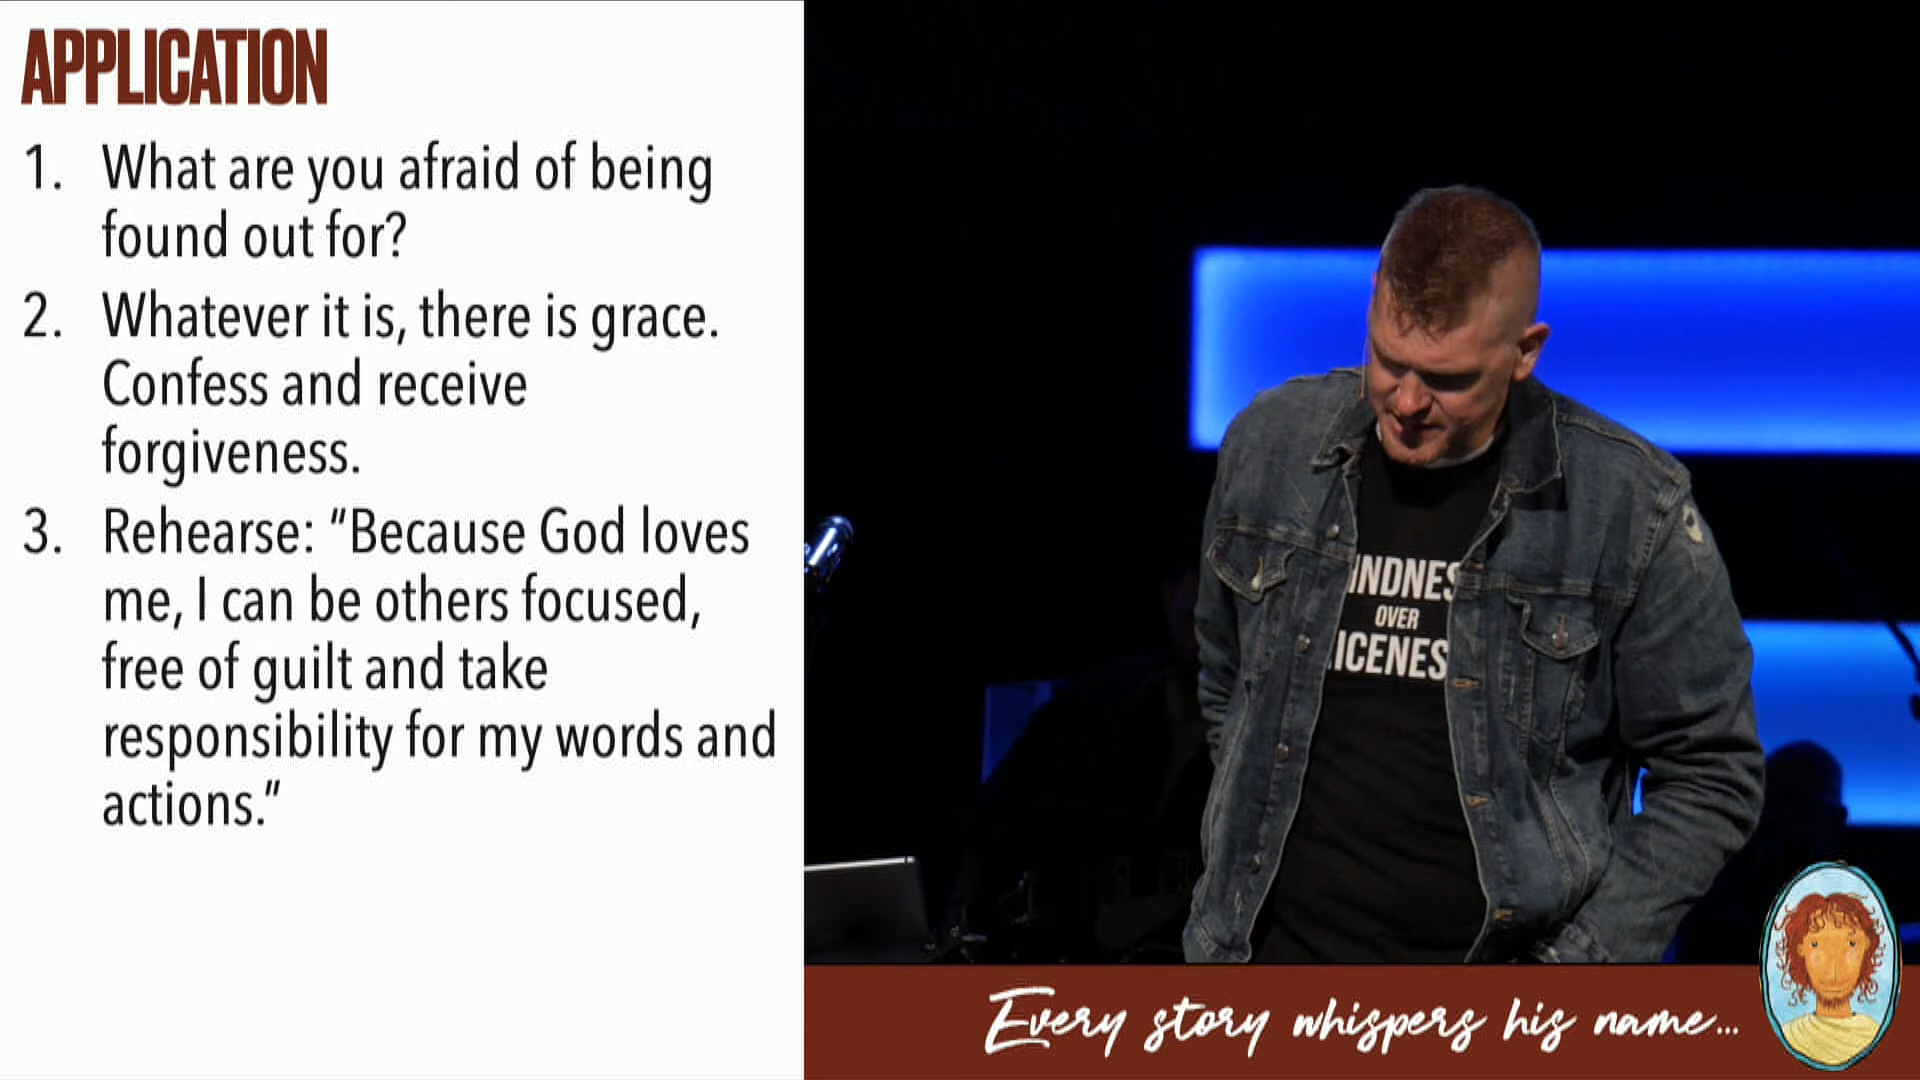 APPLICATION
1. What are you afraid of being
found out for?
2. Whatever it is, there is grace.
Confess and receive
forgiveness.
3. Rehearse: “Because God loves
me, I can be others focused,
free of guilt and take
responsibility for my words and
actions.”
INDNES
OVER
ICENES
Every story whispers his name...